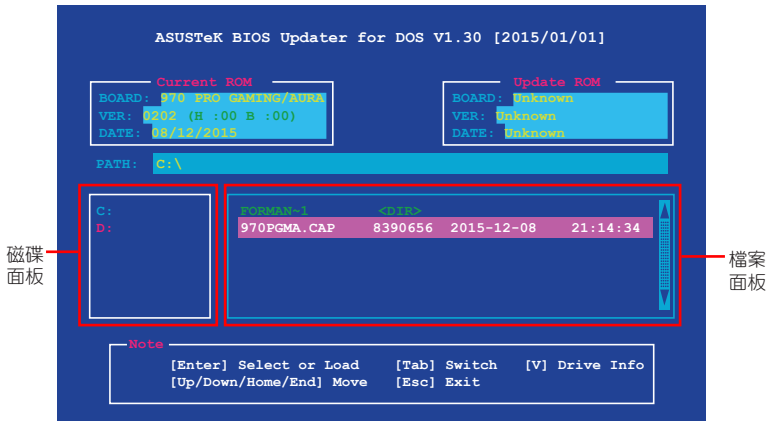 ASUSTeK BIOS Updater for DOS V1.30 [2015/01/01]
Current ROM
BOARD: 970 PRO GAMING/AURA
VER: 0202 (H :00 B :00)
DATE: 08/12/2015
Update ROM
BOARD: Unknown
VER: Unknown
DATE: Unknown
PATH: C:\
C:
D:
FORMAN~1 <DIR>
970PGMA.CAP 8390656 2015-12-08 21:14:34
磁碟
面板
檔案
面板
Note
[Enter] Select or Load [Tab] Switch [V] Drive Info
[Up/Down/Home/End] Move [Esc] Exit